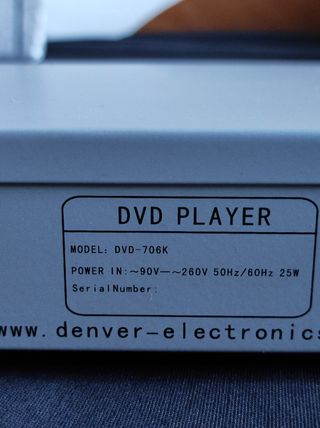 DVD PLAYER
MODEL: DVD-706K
POWER IN:~90V—~260V 50Hz/60Hz 25W
SerialNumber:
www.denver-electronics